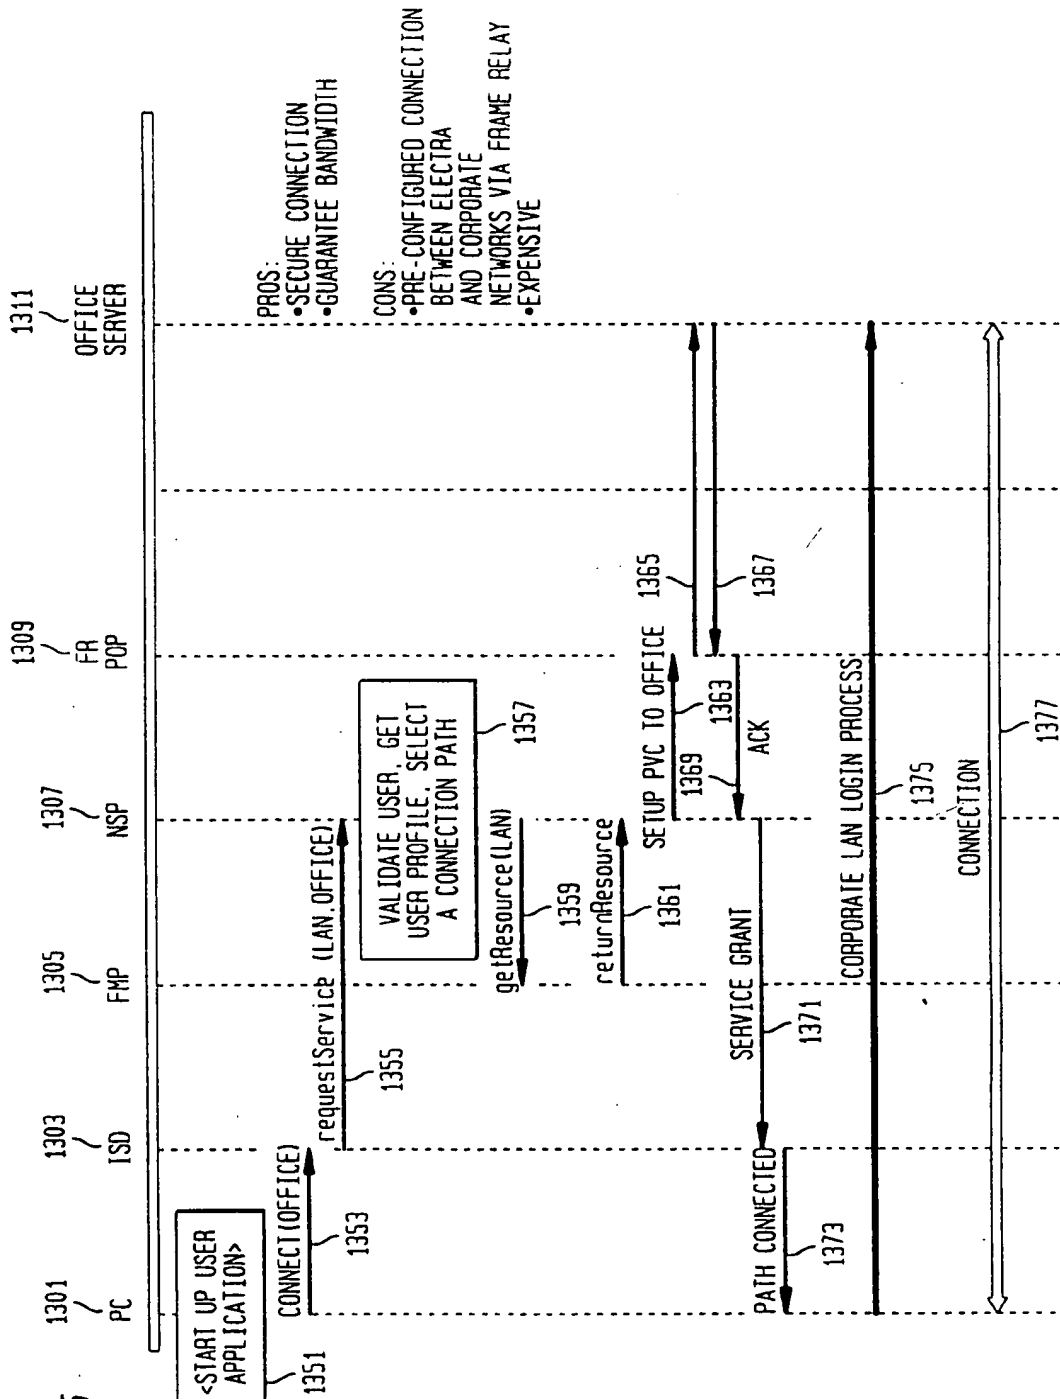 1301
PC
1303
ISD
1305
FMP
1307
NSP
1309
FR
POP
1311
OFFICE
SERVER
<START UP USER
APPLICATION>
1351
CONNECT(OFFICE)
1353
requestService (LAN,OFFICE)
1355
VALIDATE USER, GET
USER PROFILE, SELECT
A CONNECTION PATH
1357
getResource(LAN)
1359
returnResource
1361
SETUP PVC TO OFFICE
1363
1365
1367
1369
ACK
SERVICE GRANT
1371
PATH CONNECTED
1373
CORPORATE LAN LOGIN PROCESS
1375
CONNECTION
1377
PROS:
•SECURE CONNECTION
•GUARANTEE BANDWIDTH
CONS:
•PRE-CONFIGURED CONNECTION
BETWEEN ELECTRA
AND CORPORATE
NETWORKS VIA FRAME RELAY
•EXPENSIVE